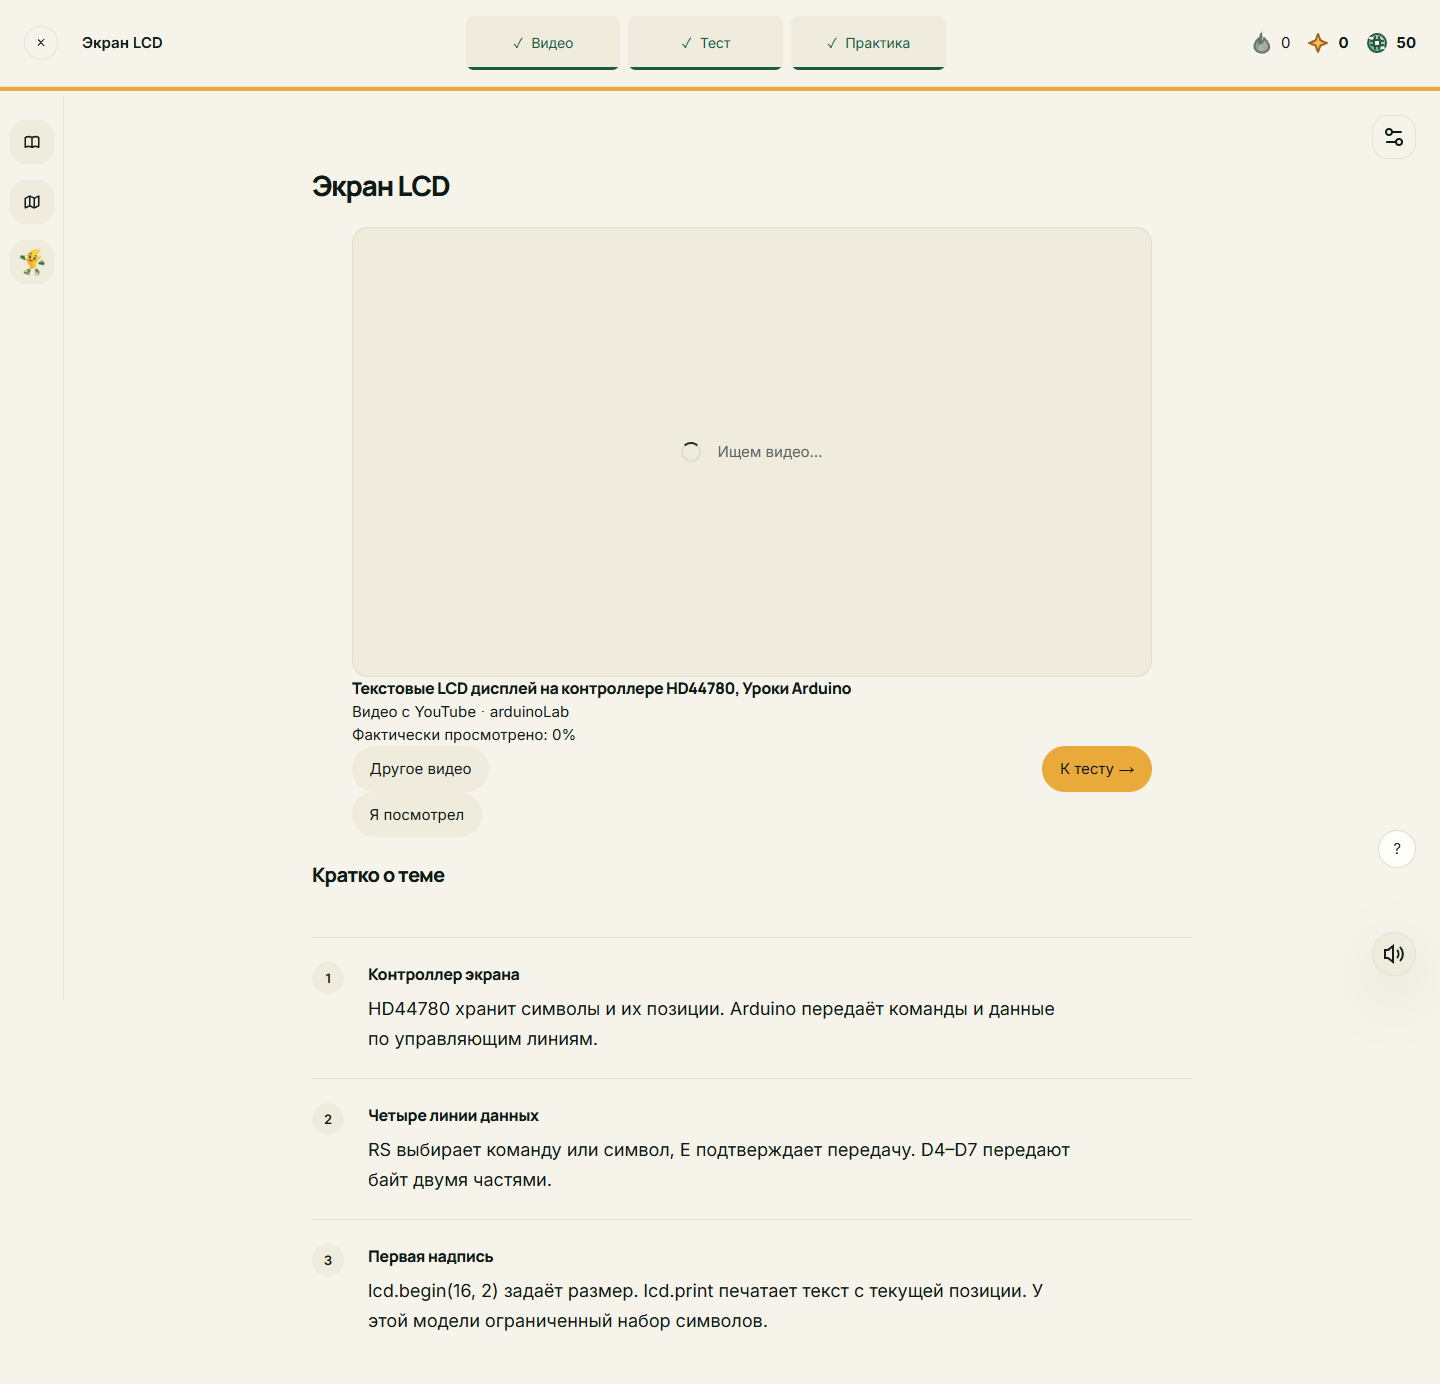 ×
Экран LCD
✓ Видео
✓ Тест
✓ Практика
0
0
50
Экран LCD
Ищем видео...
Текстовые LCD дисплей на контроллере HD44780, Уроки Arduino
Видео с YouTube · arduinoLab
Фактически просмотрено: 0%
Другое видео
К тесту →
Я посмотрел
?
Кратко о теме
1
Контроллер экрана
HD44780 хранит символы и их позиции. Arduino передаёт команды и данные
по управляющим линиям.
2
Четыре линии данных
RS выбирает команду или символ, E подтверждает передачу. D4–D7 передают
байт двумя частями.
3
Первая надпись
lcd.begin(16, 2) задаёт размер. lcd.print печатает текст с текущей позиции. У
этой модели ограниченный набор символов.